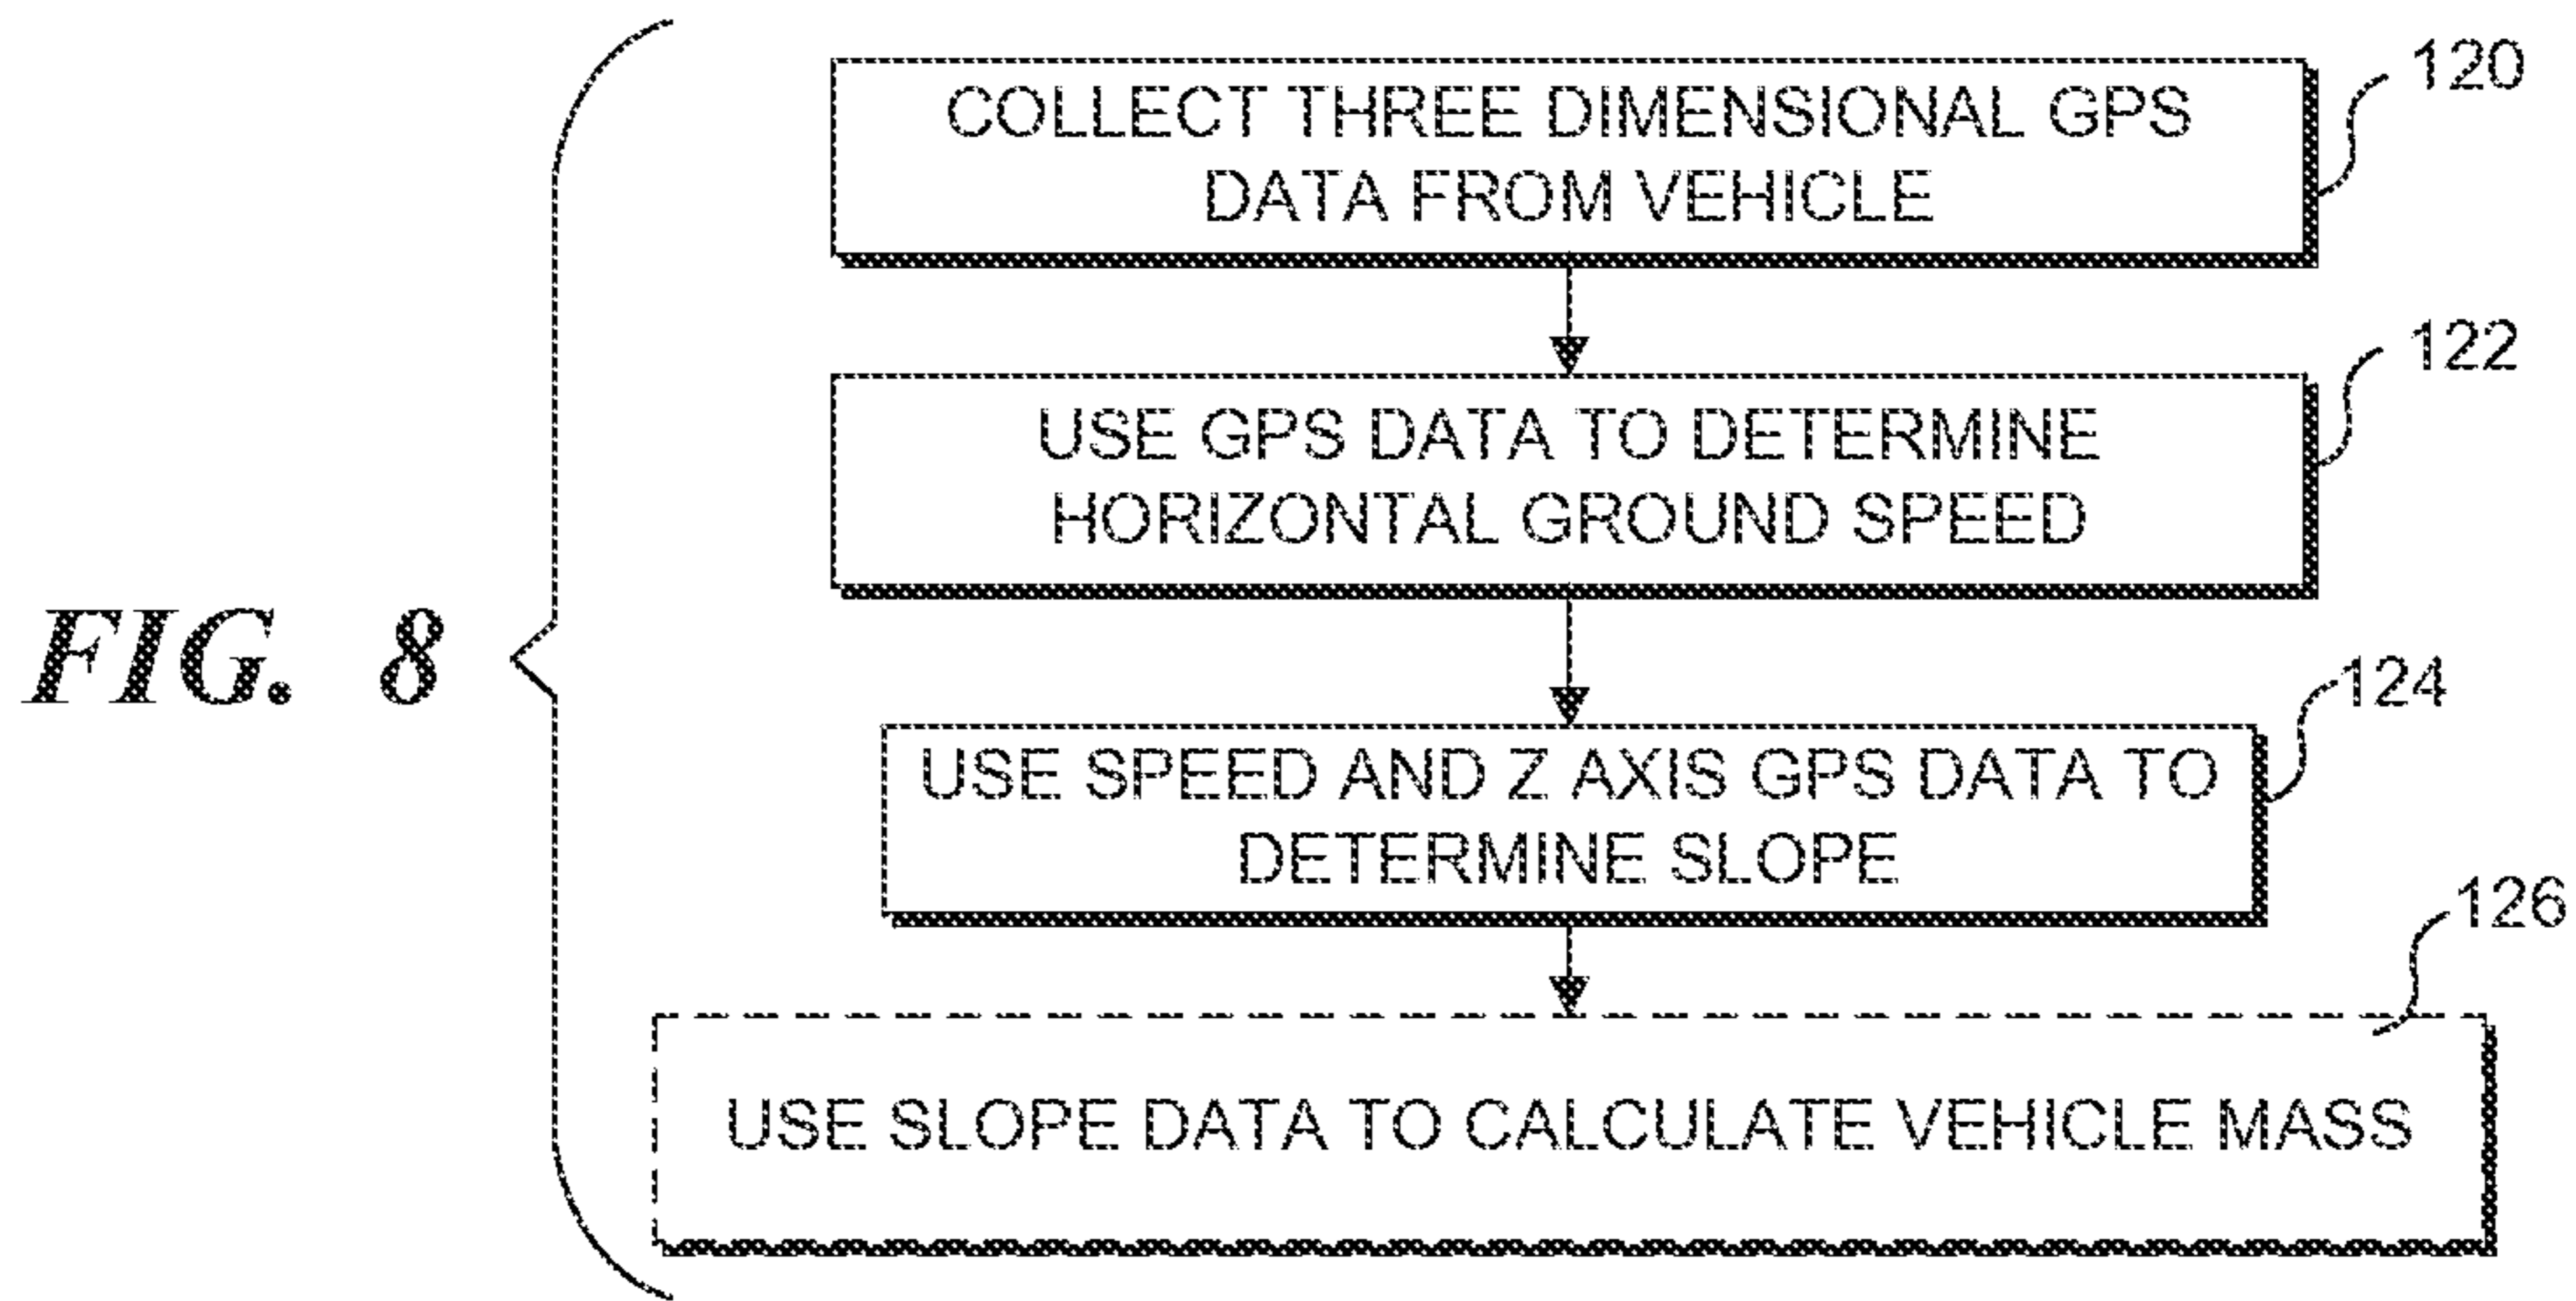 COLLECT THREE DIMENSIONAL GPS
DATA FROM VEHICLE
120
USE GPS DATA TO DETERMINE
HORIZONTAL GROUND SPEED
122
FIG. 8
USE SPEED AND Z AXIS GPS DATA TO
DETERMINE SLOPE
124
USE SLOPE DATA TO CALCULATE VEHICLE MASS
126